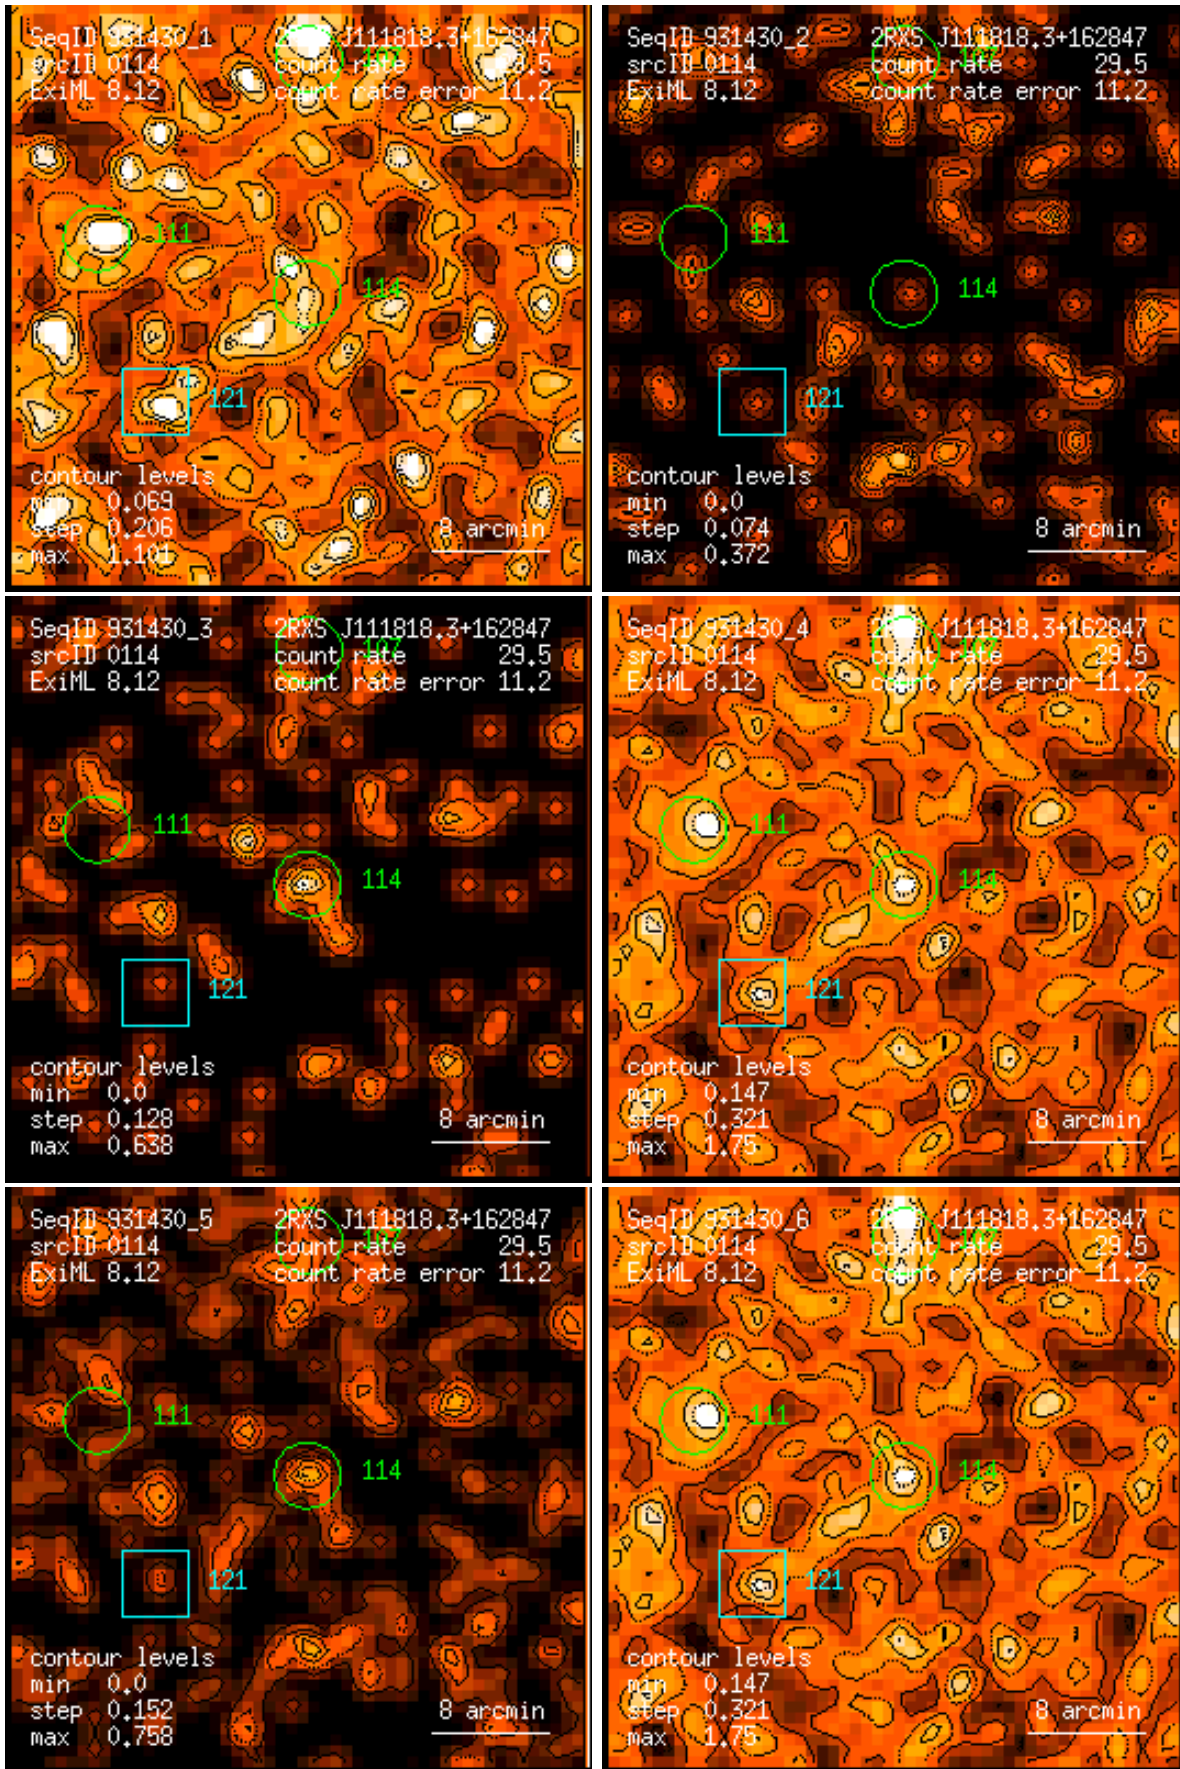 SeqID 931430_1 2RXS J111818.3+162847
srcID 0114 count rate 29.5
ExiML 8.12 count rate error 11.2
107
111
114
121
contour levels
min 0.069
step 0.206
max 1.101
8 arcmin
SeqID 931430_2 2RXS J111818.3+162847
srcID 0114 count rate 29.5
ExiML 8.12 count rate error 11.2
107
111
114
121
contour levels
min 0.0
step 0.074
max 0.372
8 arcmin
SeqID 931430_3 2RXS J111818.3+162847
srcID 0114 count rate 29.5
ExiML 8.12 count rate error 11.2
107
111
114
121
contour levels
min 0.0
step 0.128
max 0.638
8 arcmin
SeqID 931430_4 2RXS J111818.3+162847
srcID 0114 count rate 29.5
ExiML 8.12 count rate error 11.2
107
111
114
121
contour levels
min 0.147
step 0.321
max 1.75
8 arcmin
SeqID 931430_5 2RXS J111818.3+162847
srcID 0114 count rate 29.5
ExiML 8.12 count rate error 11.2
107
111
114
121
contour levels
min 0.0
step 0.152
max 0.758
8 arcmin
SeqID 931430_6 2RXS J111818.3+162847
srcID 0114 count rate 29.5
ExiML 8.12 count rate error 11.2
107
111
114
121
contour levels
min 0.147
step 0.321
max 1.75
8 arcmin